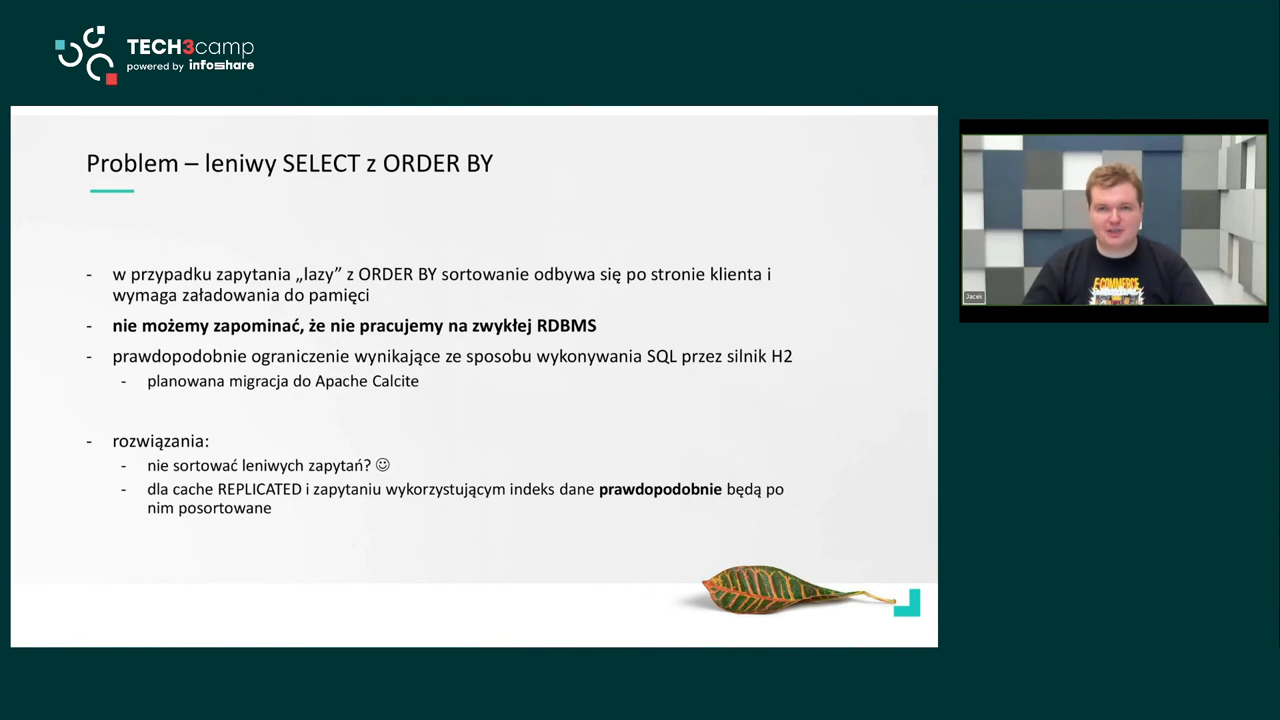 TECH3camp
powered by infoshare
Problem – leniwy SELECT z ORDER BY
- w przypadku zapytania „lazy” z ORDER BY sortowanie odbywa się po stronie klienta i
wymaga załadowania do pamięci
- nie możemy zapominać, że nie pracujemy na zwykłej RDBMS
- prawdopodobnie ograniczenie wynikające ze sposobu wykonywania SQL przez silnik H2
- planowana migracja do Apache Calcite
- rozwiązania:
- nie sortować leniwych zapytań? ☺
- dla cache REPLICATED i zapytaniu wykorzystującym indeks dane prawdopodobnie będą po
nim posortowane
Jacek
ECOMMERCE